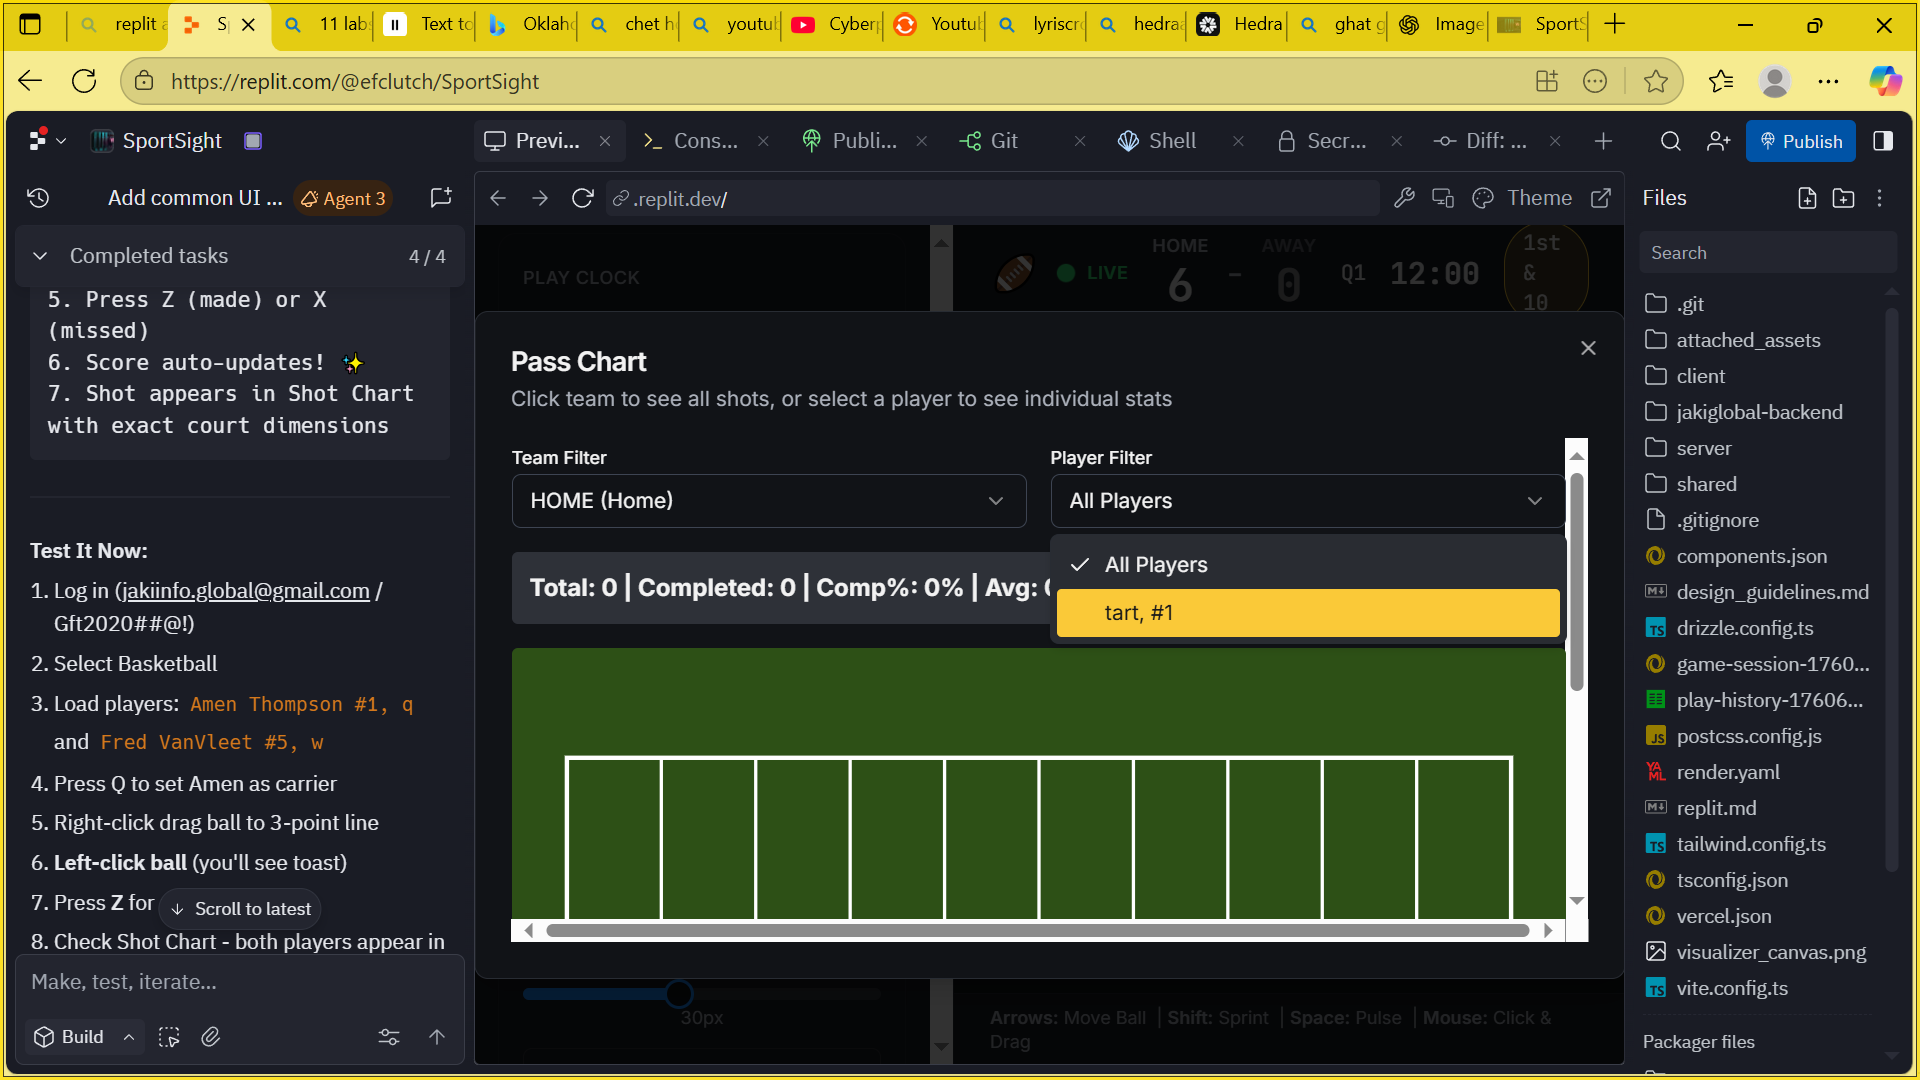 replit a
S
11 labs
Text to
Oklaho
chet h
youtub
Cyberp
Youtub
lyriscr
hedraa
Hedra
ghat g
Image
SportS
https://replit.com/@efclutch/SportSight
SportSight
Previ...
Cons...
Publi...
Git
Shell
Secr...
Diff: ...
Publish
Add common UI ...
Agent 3
.replit.dev/
Theme
Files
Completed tasks
4 / 4
Search
5. Press Z (made) or X
(missed)
6. Score auto-updates! ✨
7. Shot appears in Shot Chart
with exact court dimensions
Test It Now:
1. Log in (jakiinfo.global@gmail.com /
Gft2020##@!)
2. Select Basketball
3. Load players: Amen Thompson #1, q
and Fred VanVleet #5, w
4. Press Q to set Amen as carrier
5. Right-click drag ball to 3-point line
6. Left-click ball (you'll see toast)
7. Press Z for
Scroll to latest
8. Check Shot Chart - both players appear in
Make, test, iterate...
Build
PLAY CLOCK
LIVE
HOME
6
-
AWAY
0
Q1
12:00
1st
&
10
Pass Chart
Click team to see all shots, or select a player to see individual stats
Team Filter
HOME (Home)
Player Filter
All Players
All Players
tart, #1
Total: 0 | Completed: 0 | Comp%: 0% | Avg:
30px
Arrows: Move Ball | Shift: Sprint | Space: Pulse | Mouse: Click &
Drag
.git
attached_assets
client
jakiglobal-backend
server
shared
.gitignore
components.json
design_guidelines.md
drizzle.config.ts
game-session-1760...
play-history-17606...
postcss.config.js
render.yaml
replit.md
tailwind.config.ts
tsconfig.json
vercel.json
visualizer_canvas.png
vite.config.ts
Packager files